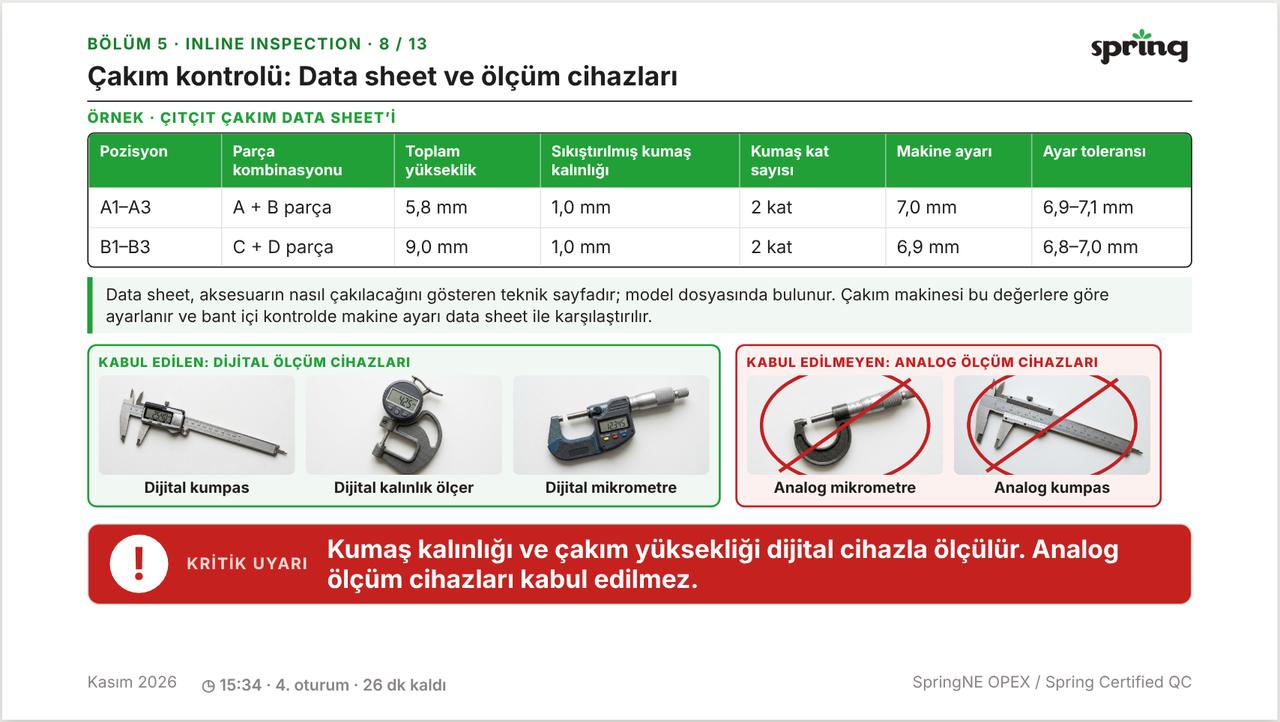 BÖLÜM 5 · INLINE INSPECTION · 8 / 13
spring
Çakım kontrolü: Data sheet ve ölçüm cihazları
ÖRNEK · ÇITÇIT ÇAKIM DATA SHEET’İ
Pozisyon Parça kombinasyonu Toplam yükseklik Sıkıştırılmış kumaş kalınlığı Kumaş kat sayısı Makine ayarı Ayar toleransı
A1–A3 A + B parça 5,8 mm 1,0 mm 2 kat 7,0 mm 6,9–7,1 mm
B1–B3 C + D parça 9,0 mm 1,0 mm 2 kat 6,9 mm 6,8–7,0 mm
Data sheet, aksesuarın nasıl çakılacağını gösteren teknik sayfadır; model dosyasında bulunur. Çakım makinesi bu değerlere göre
ayarlanır ve bant içi kontrolde makine ayarı data sheet ile karşılaştırılır.
KABUL EDİLEN: DİJİTAL ÖLÇÜM CİHAZLARI
Dijital kumpas
Dijital kalınlık ölçer
Dijital mikrometre
KABUL EDİLMEYEN: ANALOG ÖLÇÜM CİHAZLARI
Analog mikrometre
Analog kumpas
! KRİTİK UYARI
Kumaş kalınlığı ve çakım yüksekliği dijital cihazla ölçülür. Analog
ölçüm cihazları kabul edilmez.
Kasım 2026
◷ 15:34 · 4. oturum · 26 dk kaldı
SpringNE OPEX / Spring Certified QC